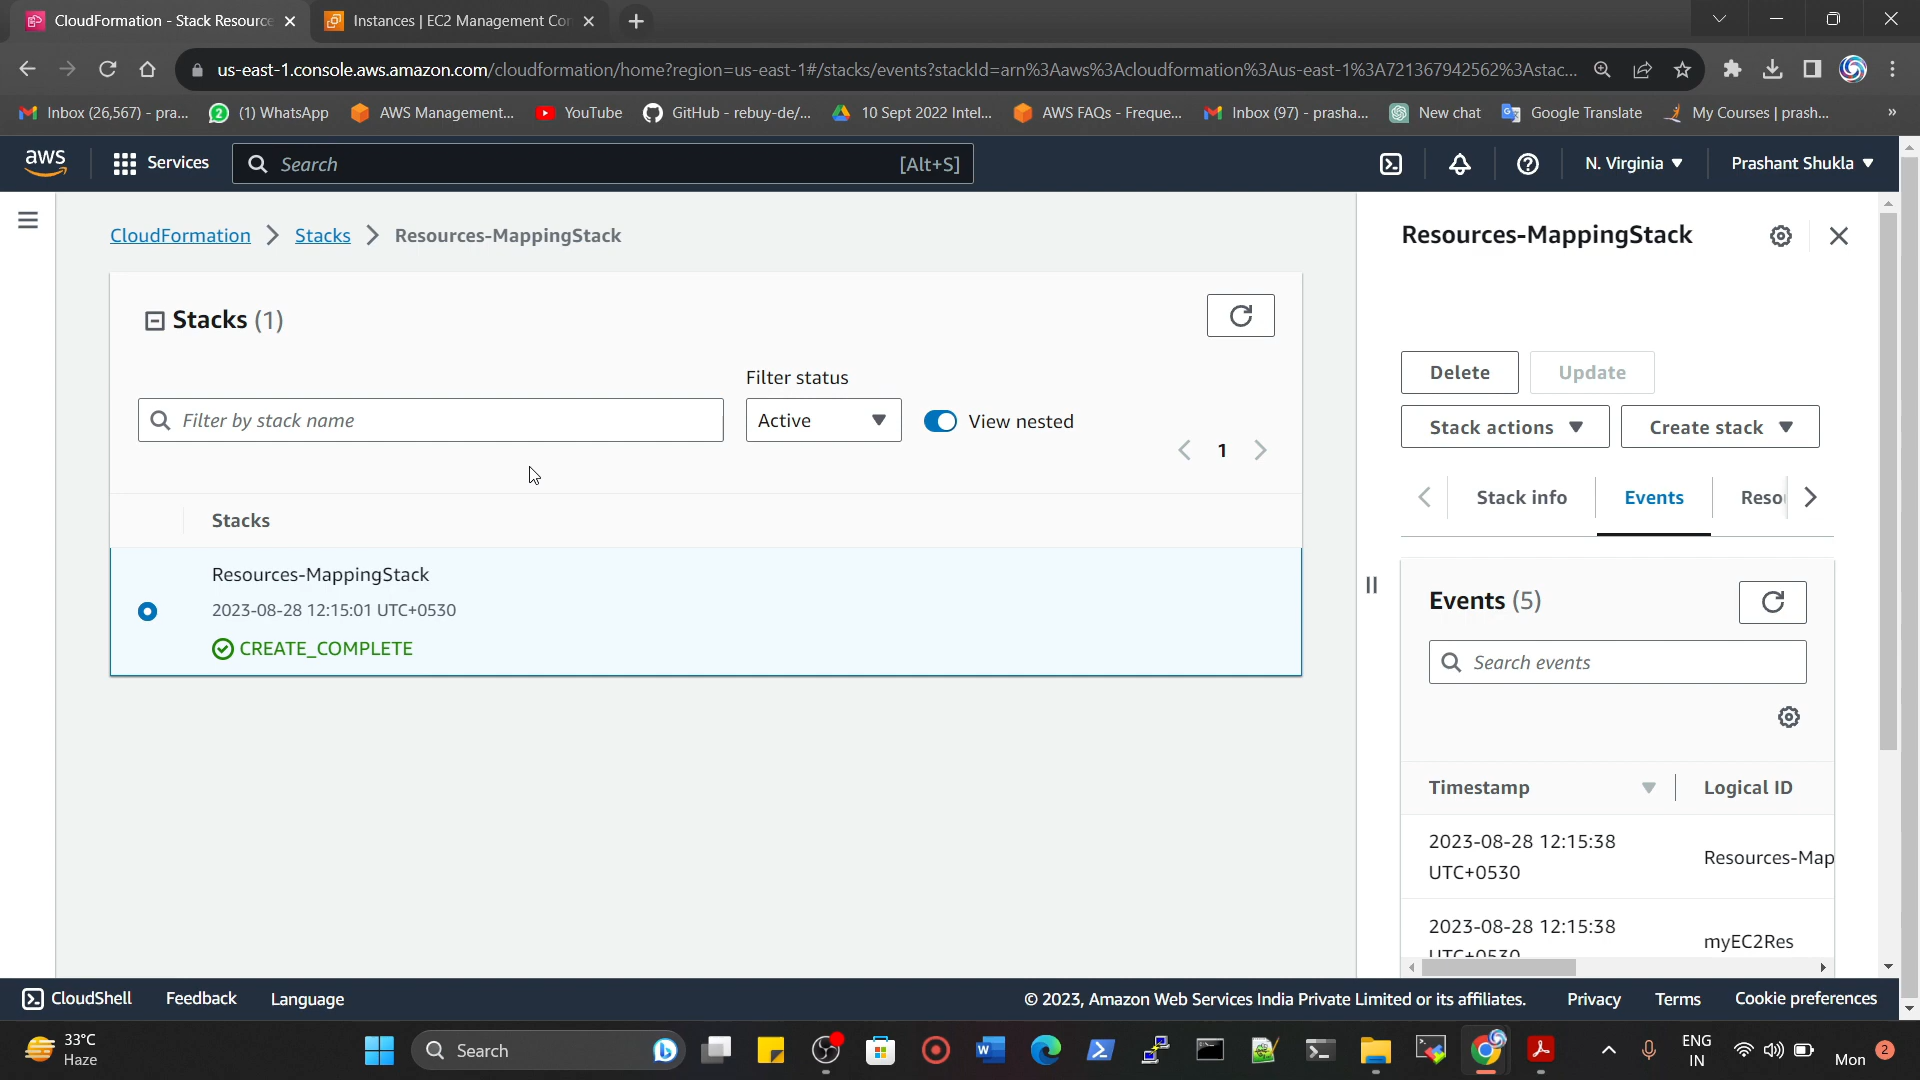 CloudFormation - Stack Resource
Instances | EC2 Management Con
us-east-1.console.aws.amazon.com/cloudformation/home?region=us-east-1#/stacks/events?stackId=arn%3Aaws%3Acloudformation%3Aus-east-1%3A721367942562%3Astac...
Inbox (26,567) - pra...
(1) WhatsApp
AWS Management...
YouTube
GitHub - rebuy-de/...
10 Sept 2022 Intel...
AWS FAQs - Freque...
Inbox (97) - prasha...
New chat
Google Translate
My Courses | prash...
»
aws
Services
Search
[Alt+S]
N. Virginia
Prashant Shukla
CloudFormation > Stacks > Resources-MappingStack
Stacks (1)
Filter status
Filter by stack name
Active
View nested
1
Stacks
Resources-MappingStack
2023-08-28 12:15:01 UTC+0530
CREATE_COMPLETE
Resources-MappingStack
Delete
Update
Stack actions
Create stack
Stack info
Events
Resou
Events (5)
Search events
Timestamp
Logical ID
2023-08-28 12:15:38
UTC+0530
Resources-Map
2023-08-28 12:15:38
UTC+0530
myEC2Res
CloudShell
Feedback
Language
© 2023, Amazon Web Services India Private Limited or its affiliates.
Privacy
Terms
Cookie preferences
33°C
Haze
Search
ENG
IN
Mon
2